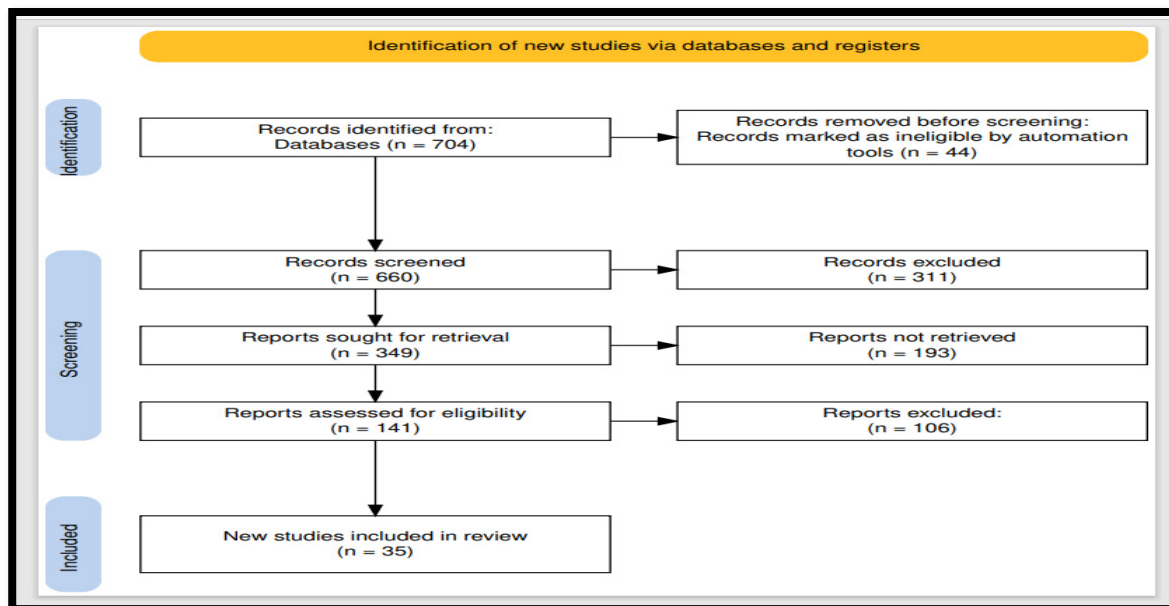 Identification of new studies via databases and registers
Identification
Records identified from:
Databases (n = 704)
Records removed before screening:
Records marked as ineligible by automation
tools (n = 44)
Screening
Records screened
(n = 660)
Records excluded
(n = 311)
Reports sought for retrieval
(n = 349)
Reports not retrieved
(n = 193)
Reports assessed for eligibility
(n = 141)
Reports excluded:
(n = 106)
Included
New studies included in review
(n = 35)